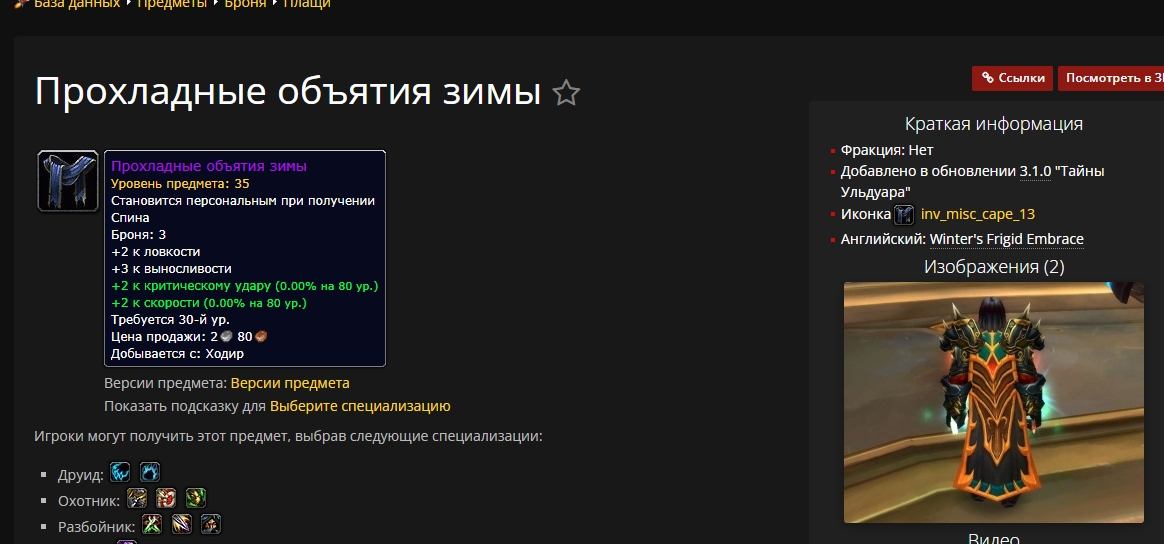 База данных Предметы Броня Плащи
Прохладные объятия зимы
Ссылки
Посмотреть в
Прохладные объятия зимы
Уровень предмета: 35
Становится персональным при получении
Спина
Броня: 3
+2 к ловкости
+3 к выносливости
+2 к критическому удару (0.00% на 80 ур.)
+2 к скорости (0.00% на 80 ур.)
Требуется 30-й ур.
Цена продажи: 2 80
Добывается с: Ходир
Версии предмета: Версии предмета
Показать подсказку для Выберите специализацию
Игроки могут получить этот предмет, выбрав следующие специализации:
Друид:
Охотник:
Разбойник:
Краткая информация
Фракция: Нет
Добавлено в обновлении 3.1.0 "Тайны
Ульдуара"
Иконка inv_misc_cape_13
Английский: Winter's Frigid Embrace
Изображения (2)
Видео